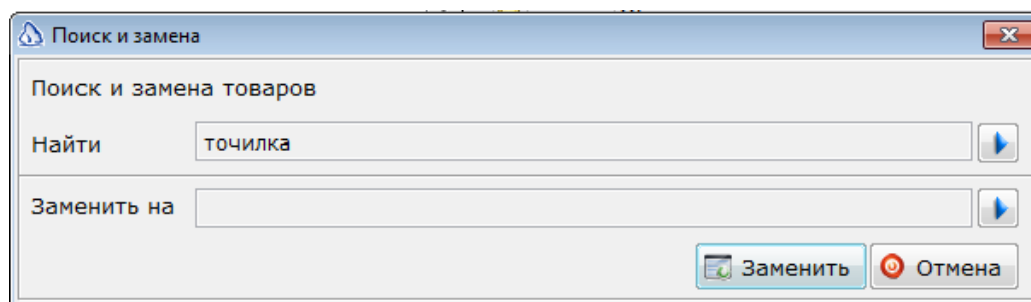 Поиск и замена
Поиск и замена товаров
Найти точилка
Заменить на
Заменить Отмена